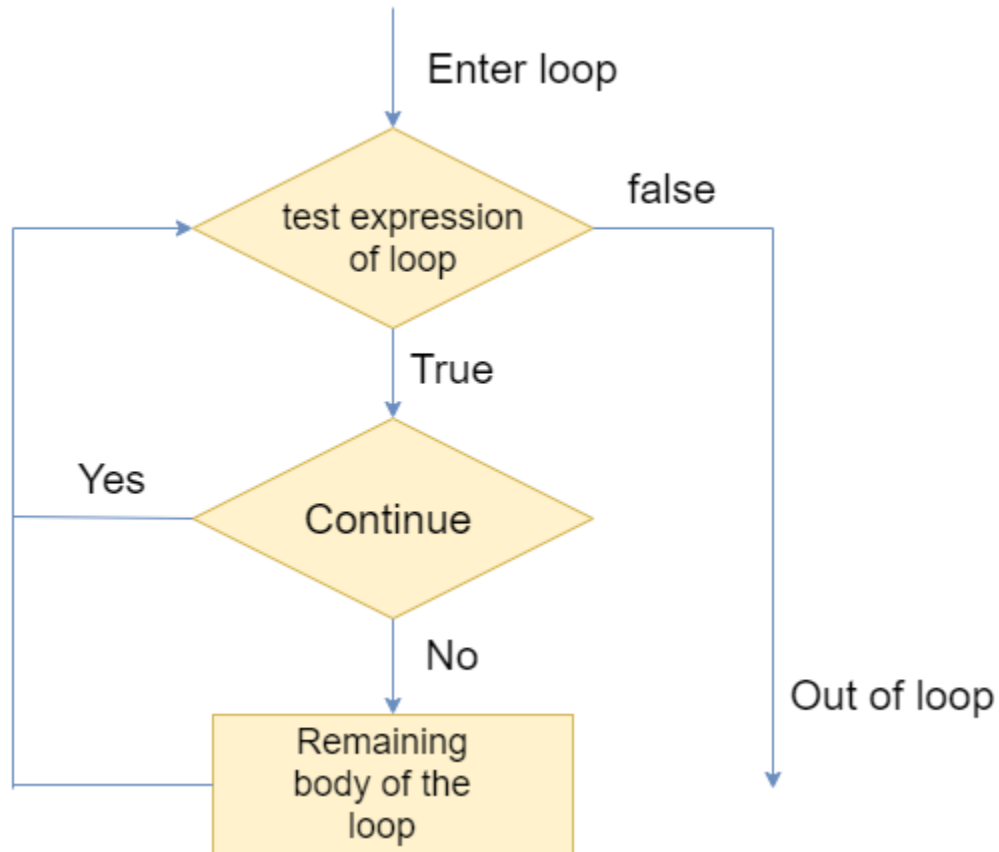 Enter loop
false
test expression
of loop
True
Yes
Continue
No
Out of loop
Remaining
body of the
loop